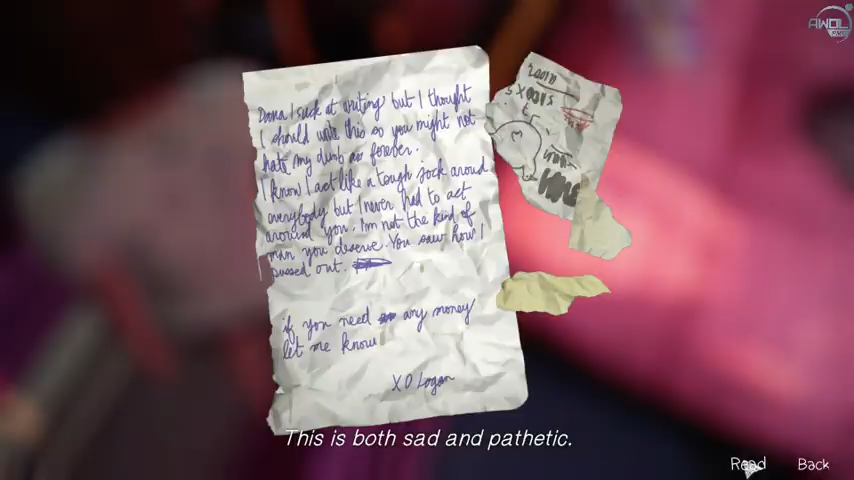 Dana I suck at writing but I thought
I should write this so you might not
hate my dumb ass forever.
I know I act like a tough jock around
everybody but I never had to act
around you. I'm not the kind of
man you deserve. You saw how I
pussed out.
if you need any money
let me know
XO Logan
AWOL
This is both sad and pathetic.
Read Back